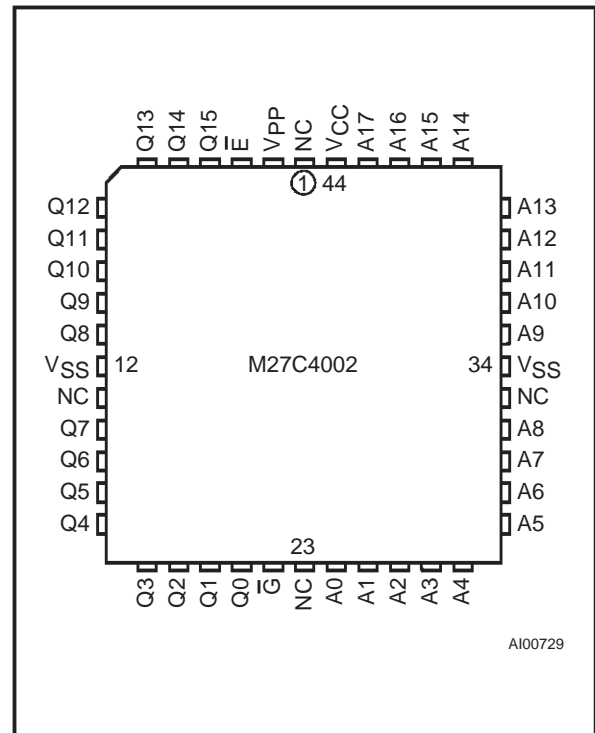 Q13 Q14 Q15 E̅ VPP NC VCC A17 A16 A15 A14
1 44
Q12 A13
Q11 A12
Q10 A11
Q9 A10
Q8 A9
VSS 12 M27C4002 34 VSS
NC NC
Q7 A8
Q6 A7
Q5 A6
Q4 A5
23
Q3 Q2 Q1 Q0 G̅ NC A0 A1 A2 A3 A4
AI00729